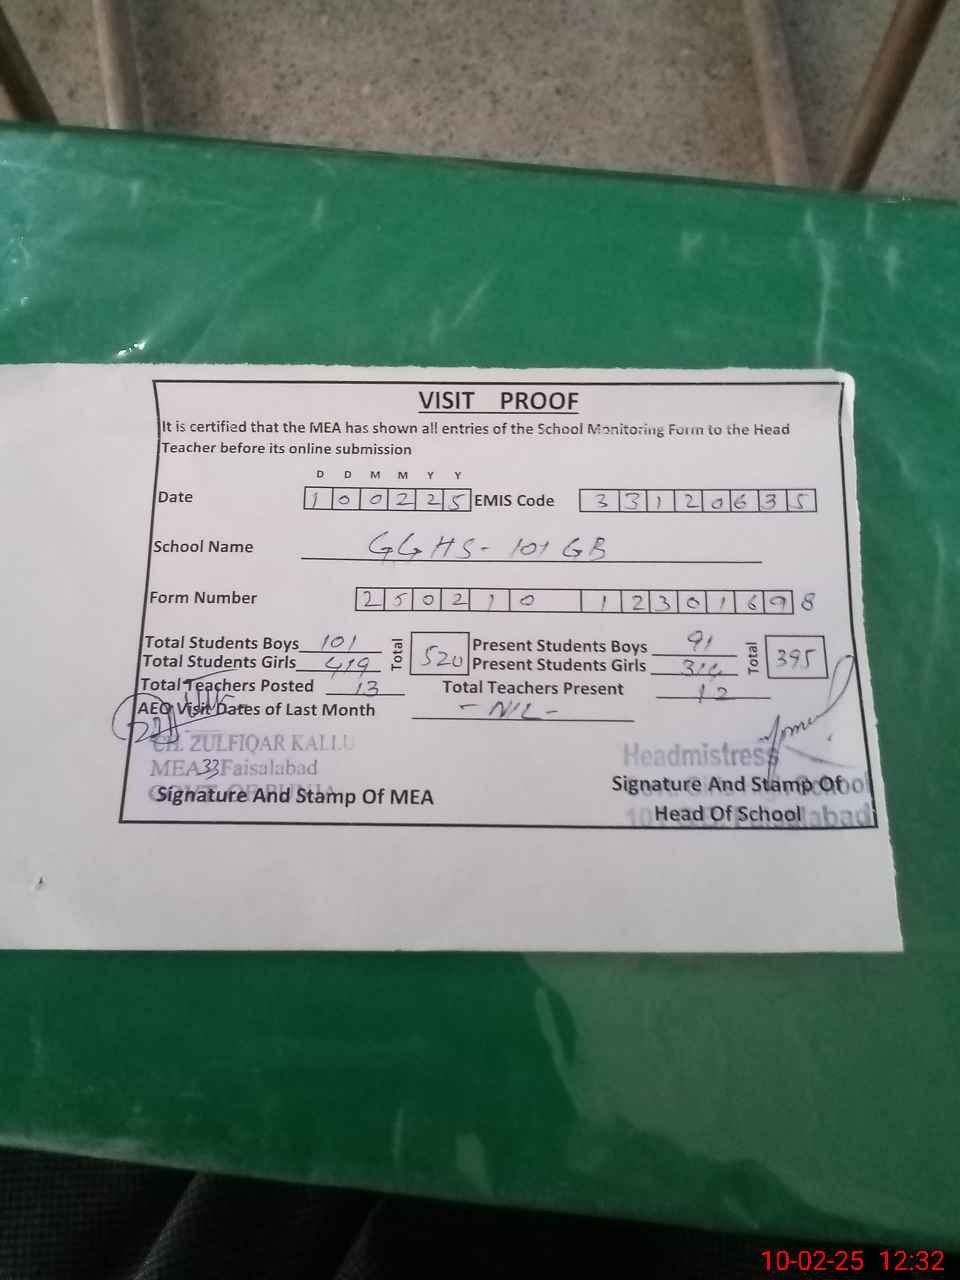 VISIT PROOF
It is certified that the MEA has shown all entries of the School Monitoring Form to the Head
Teacher before its online submission
D D M M Y Y
Date 1 0 0 2 2 5 EMIS Code 3 3 1 2 0 6 3 5
School Name GGHS - 101 GB
Form Number 2 5 0 2 1 0 1 2 3 0 1 6 9 8
Total Students Boys 101 Total 520 Present Students Boys 91 Total 395
Total Students Girls 419 Present Students Girls
Total Teachers Posted 13 Total Teachers Present 12
AEO Visit Dates of Last Month - NIL -
CH. ZULFIQAR KALLU
MEA 33 Faisalabad
Signature And Stamp Of MEA
Headmistress
Signature And Stamp Of
Head Of School
10-02-25 12:32